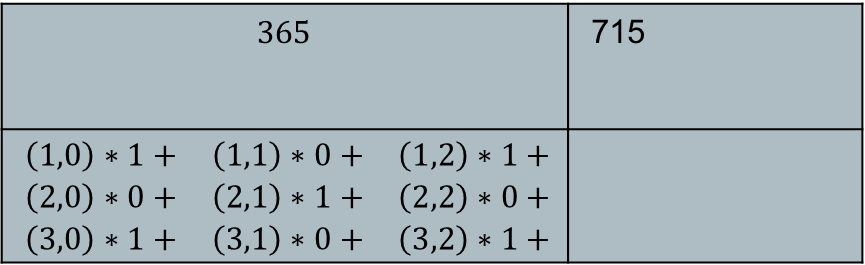 365 715
(1,0) ∗ 1 + (1,1) ∗ 0 + (1,2) ∗ 1 +
(2,0) ∗ 0 + (2,1) ∗ 1 + (2,2) ∗ 0 +
(3,0) ∗ 1 + (3,1) ∗ 0 + (3,2) ∗ 1 +